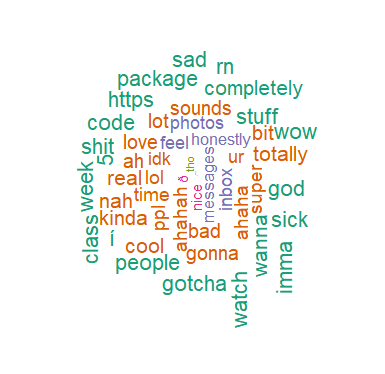 sad
rn
package
completely
https
sounds
stuff
code
lot
photos
bit
wow
shit
love
feel
honestly
5
ah
idk
tho
messages
ur
totally
week
real
lol
ð
inbox
super
god
nah
time
nice
class
kinda
ppl
ahahah
bad
ahaha
wanna
sick
í
cool
gonna
people
gotcha
watch
imma